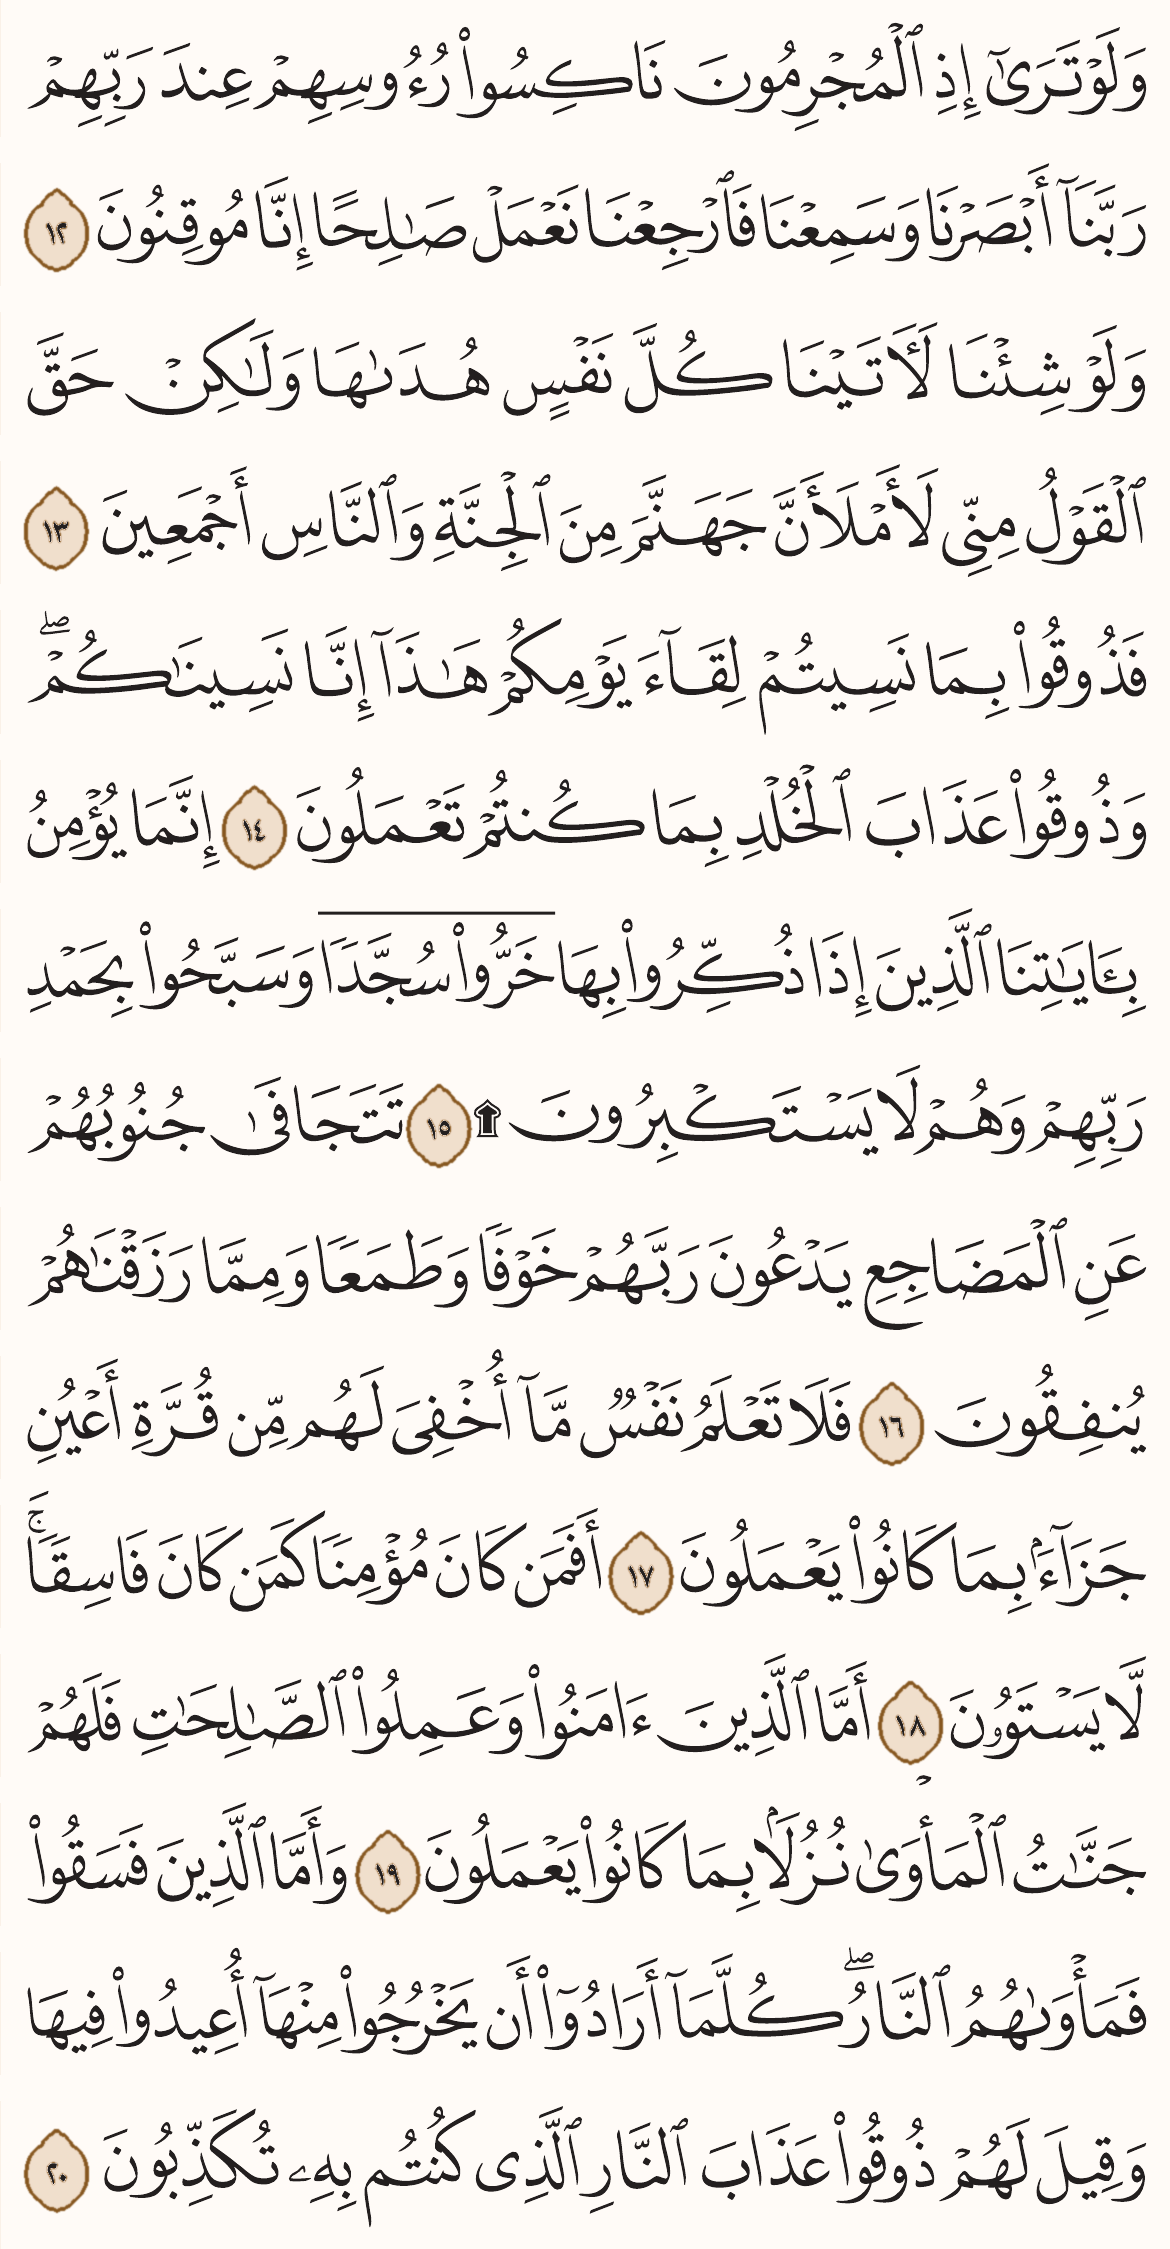 وَلَوْ تَرَىٰٓ إِذِ ٱلْمُجْرِمُونَ نَاكِسُوا۟ رُءُوسِهِمْ عِندَ رَبِّهِمْ
رَبَّنَآ أَبْصَرْنَا وَسَمِعْنَا فَٱرْجِعْنَا نَعْمَلْ صَـٰلِحًا إِنَّا مُوقِنُونَ ١٢
وَلَوْ شِئْنَا لَـَٔاتَيْنَا كُلَّ نَفْسٍ هُدَىٰهَا وَلَـٰكِنْ حَقَّ
ٱلْقَوْلُ مِنِّى لَأَمْلَأَنَّ جَهَنَّمَ مِنَ ٱلْجِنَّةِ وَٱلنَّاسِ أَجْمَعِينَ ١٣
فَذُوقُوا۟ بِمَا نَسِيتُمْ لِقَآءَ يَوْمِكُمْ هَـٰذَآ إِنَّا نَسِينَـٰكُمْ ۖ
وَذُوقُوا۟ عَذَابَ ٱلْخُلْدِ بِمَا كُنتُمْ تَعْمَلُونَ ١٤ إِنَّمَا يُؤْمِنُ
بِـَٔايَـٰتِنَا ٱلَّذِينَ إِذَا ذُكِّرُوا۟ بِهَا خَرُّوا۟ سُجَّدًا وَسَبَّحُوا۟ بِحَمْدِ
رَبِّهِمْ وَهُمْ لَا يَسْتَكْبِرُونَ ۩ ١٥ تَتَجَافَىٰ جُنُوبُهُمْ
عَنِ ٱلْمَضَاجِعِ يَدْعُونَ رَبَّهُمْ خَوْفًا وَطَمَعًا وَمِمَّا رَزَقْنَـٰهُمْ
يُنفِقُونَ ١٦ فَلَا تَعْلَمُ نَفْسٌ مَّآ أُخْفِىَ لَهُم مِّن قُرَّةِ أَعْيُنٍ
جَزَآءًۢ بِمَا كَانُوا۟ يَعْمَلُونَ ١٧ أَفَمَن كَانَ مُؤْمِنًا كَمَن كَانَ فَاسِقًا ۚ
لَّا يَسْتَوُۥنَ ١٨ أَمَّا ٱلَّذِينَ ءَامَنُوا۟ وَعَمِلُوا۟ ٱلصَّـٰلِحَـٰتِ فَلَهُمْ
جَنَّـٰتُ ٱلْمَأْوَىٰ نُزُلًۢا بِمَا كَانُوا۟ يَعْمَلُونَ ١٩ وَأَمَّا ٱلَّذِينَ فَسَقُوا۟
فَمَأْوَىٰهُمُ ٱلنَّارُ ۖ كُلَّمَآ أَرَادُوٓا۟ أَن يَخْرُجُوا۟ مِنْهَآ أُعِيدُوا۟ فِيهَا
وَقِيلَ لَهُمْ ذُوقُوا۟ عَذَابَ ٱلنَّارِ ٱلَّذِى كُنتُم بِهِۦ تُكَذِّبُونَ ٢٠